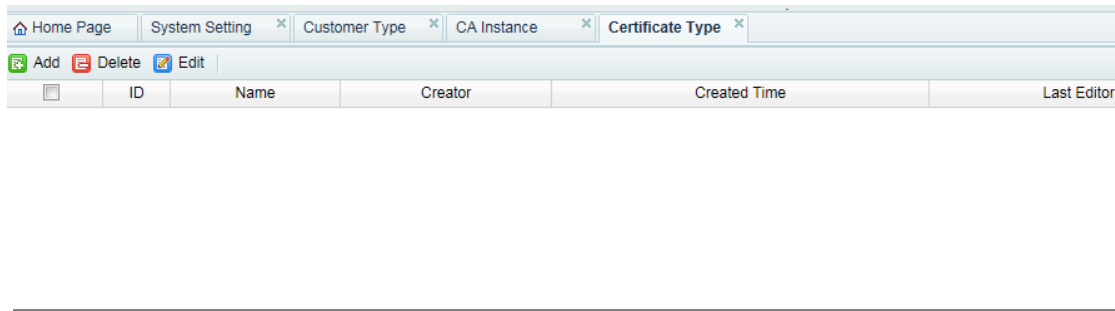 Home Page System Setting Customer Type CA Instance Certificate Type
Add Delete Edit
ID Name Creator Created Time Last Editor